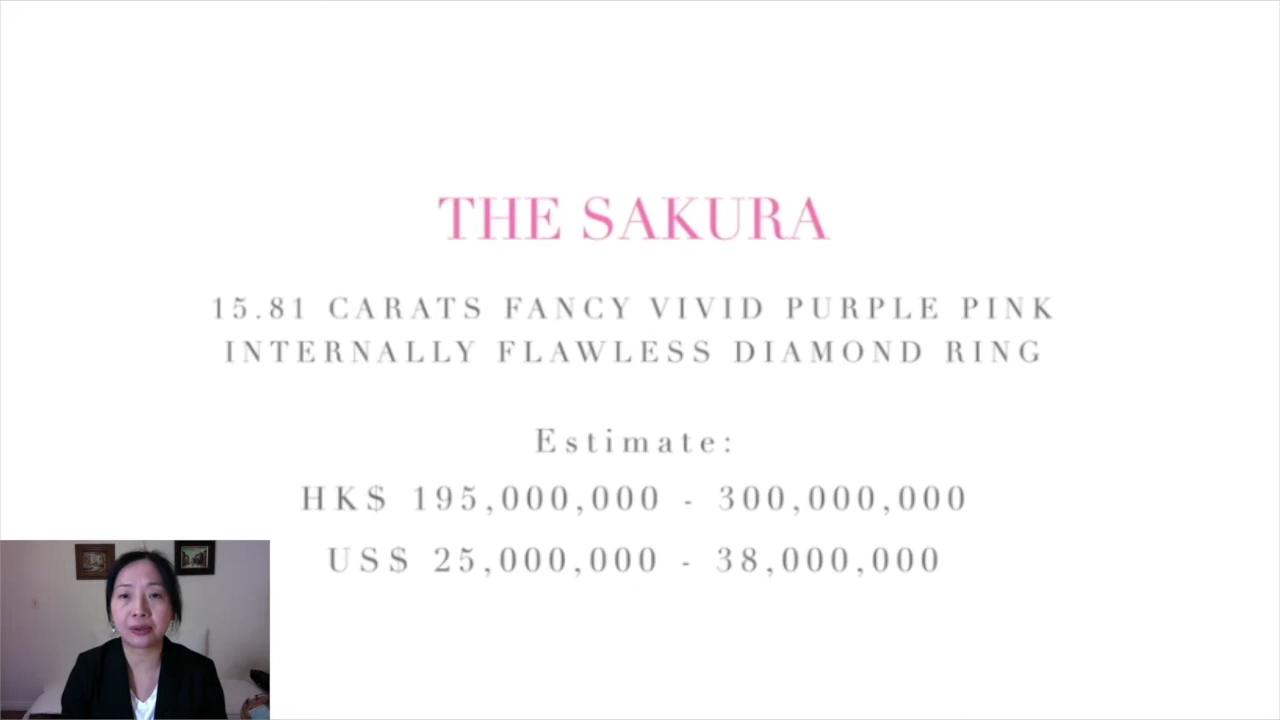 THE SAKURA
15.81 CARATS FANCY VIVID PURPLE PINK
INTERNALLY FLAWLESS DIAMOND RING
Estimate:
HK$ 195,000,000 - 300,000,000
US$ 25,000,000 - 38,000,000